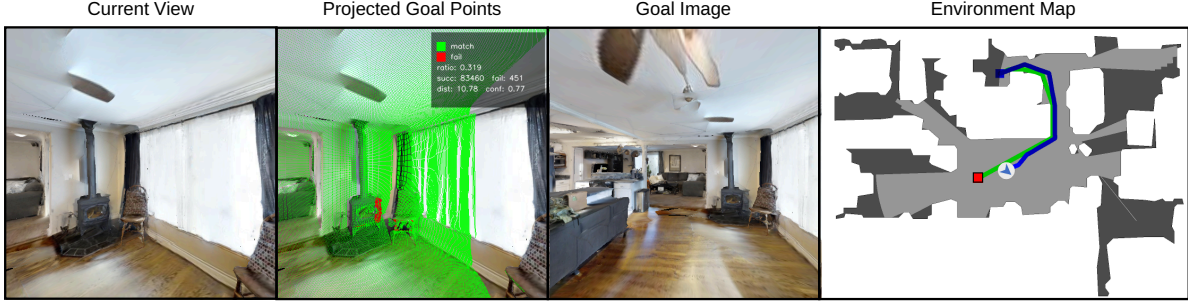 Current View
Projected Goal Points
Goal Image
Environment Map
match
fail
ratio: 0.319
succ: 83460 fail: 451
dist: 10.78 conf: 0.77